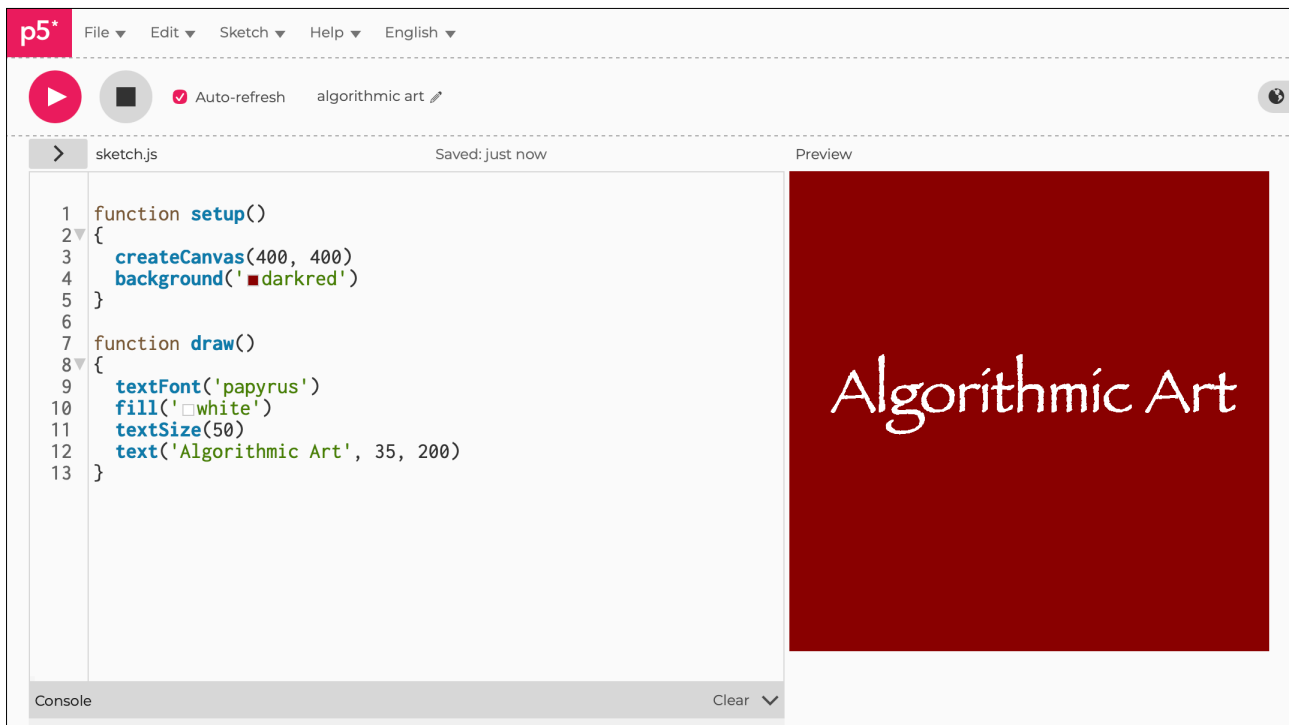 p5* File Edit Sketch Help English
Auto-refresh algorithmic art
sketch.js Saved: just now Preview
1 function setup()
2 {
3   createCanvas(400, 400)
4   background('darkred')
5 }
6
7 function draw()
8 {
9   textFont('papyrus')
10   fill('white')
11   textSize(50)
12   text('Algorithmic Art', 35, 200)
13 }
Algorithmic Art
Console Clear